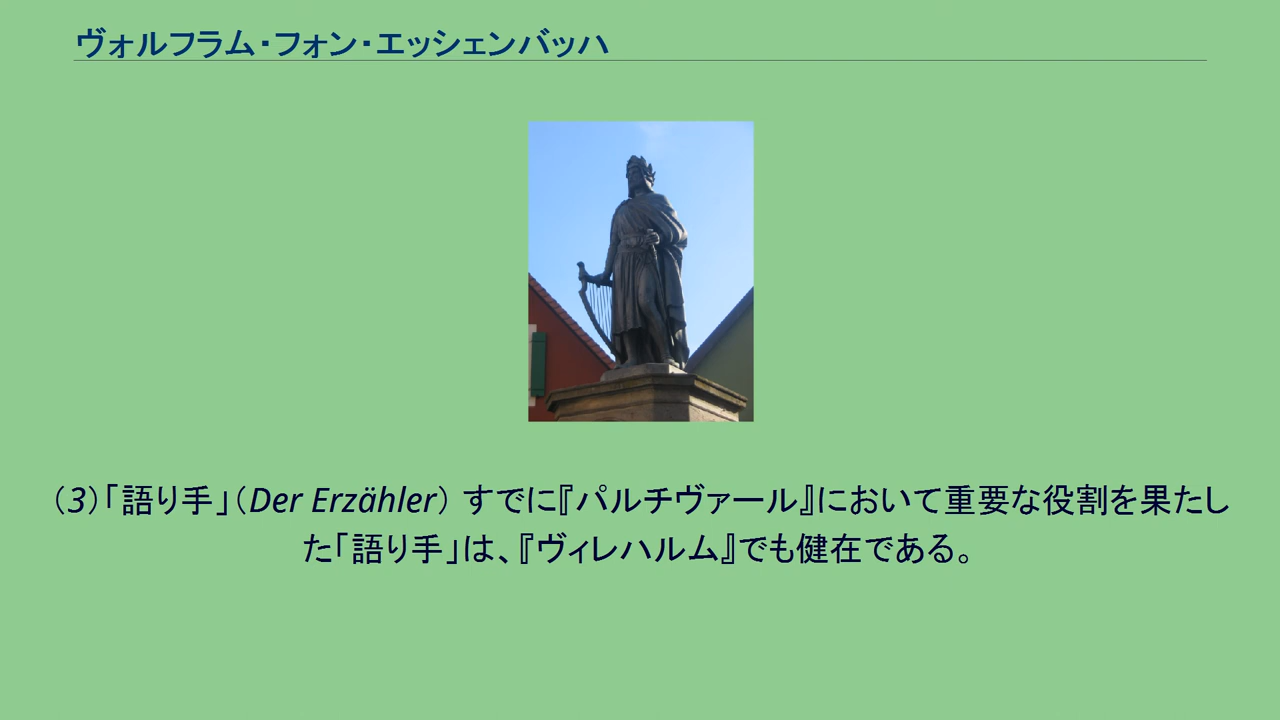 ヴォルフラム・フォン・エッシェンバッハ
（3）「語り手」（Der Erzähler） すでに『パルチヴァール』において重要な役割を果たし
た「語り手」は、『ヴィレハルム』でも健在である。